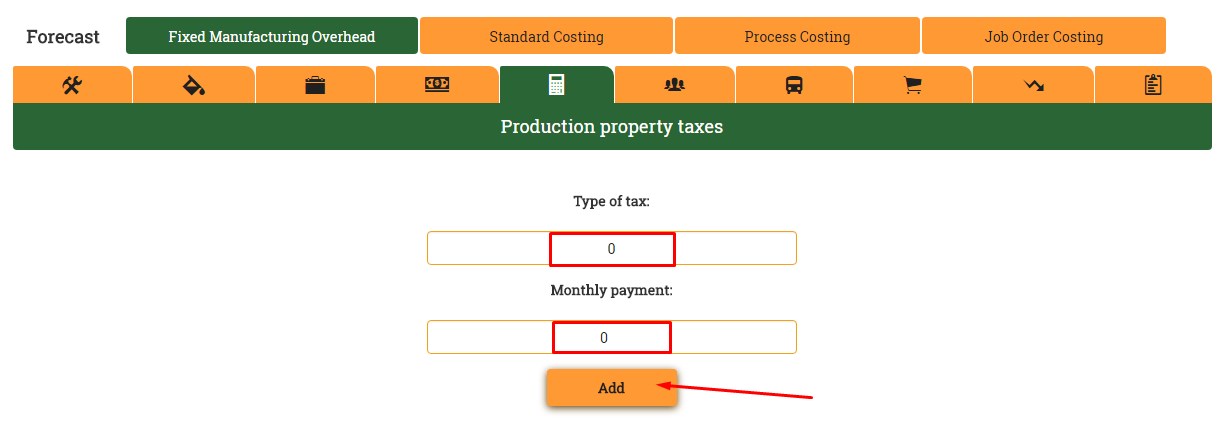 Forecast Fixed Manufacturing Overhead Standard Costing Process Costing Job Order Costing
Production property taxes
Type of tax:
0
Monthly payment:
0
Add